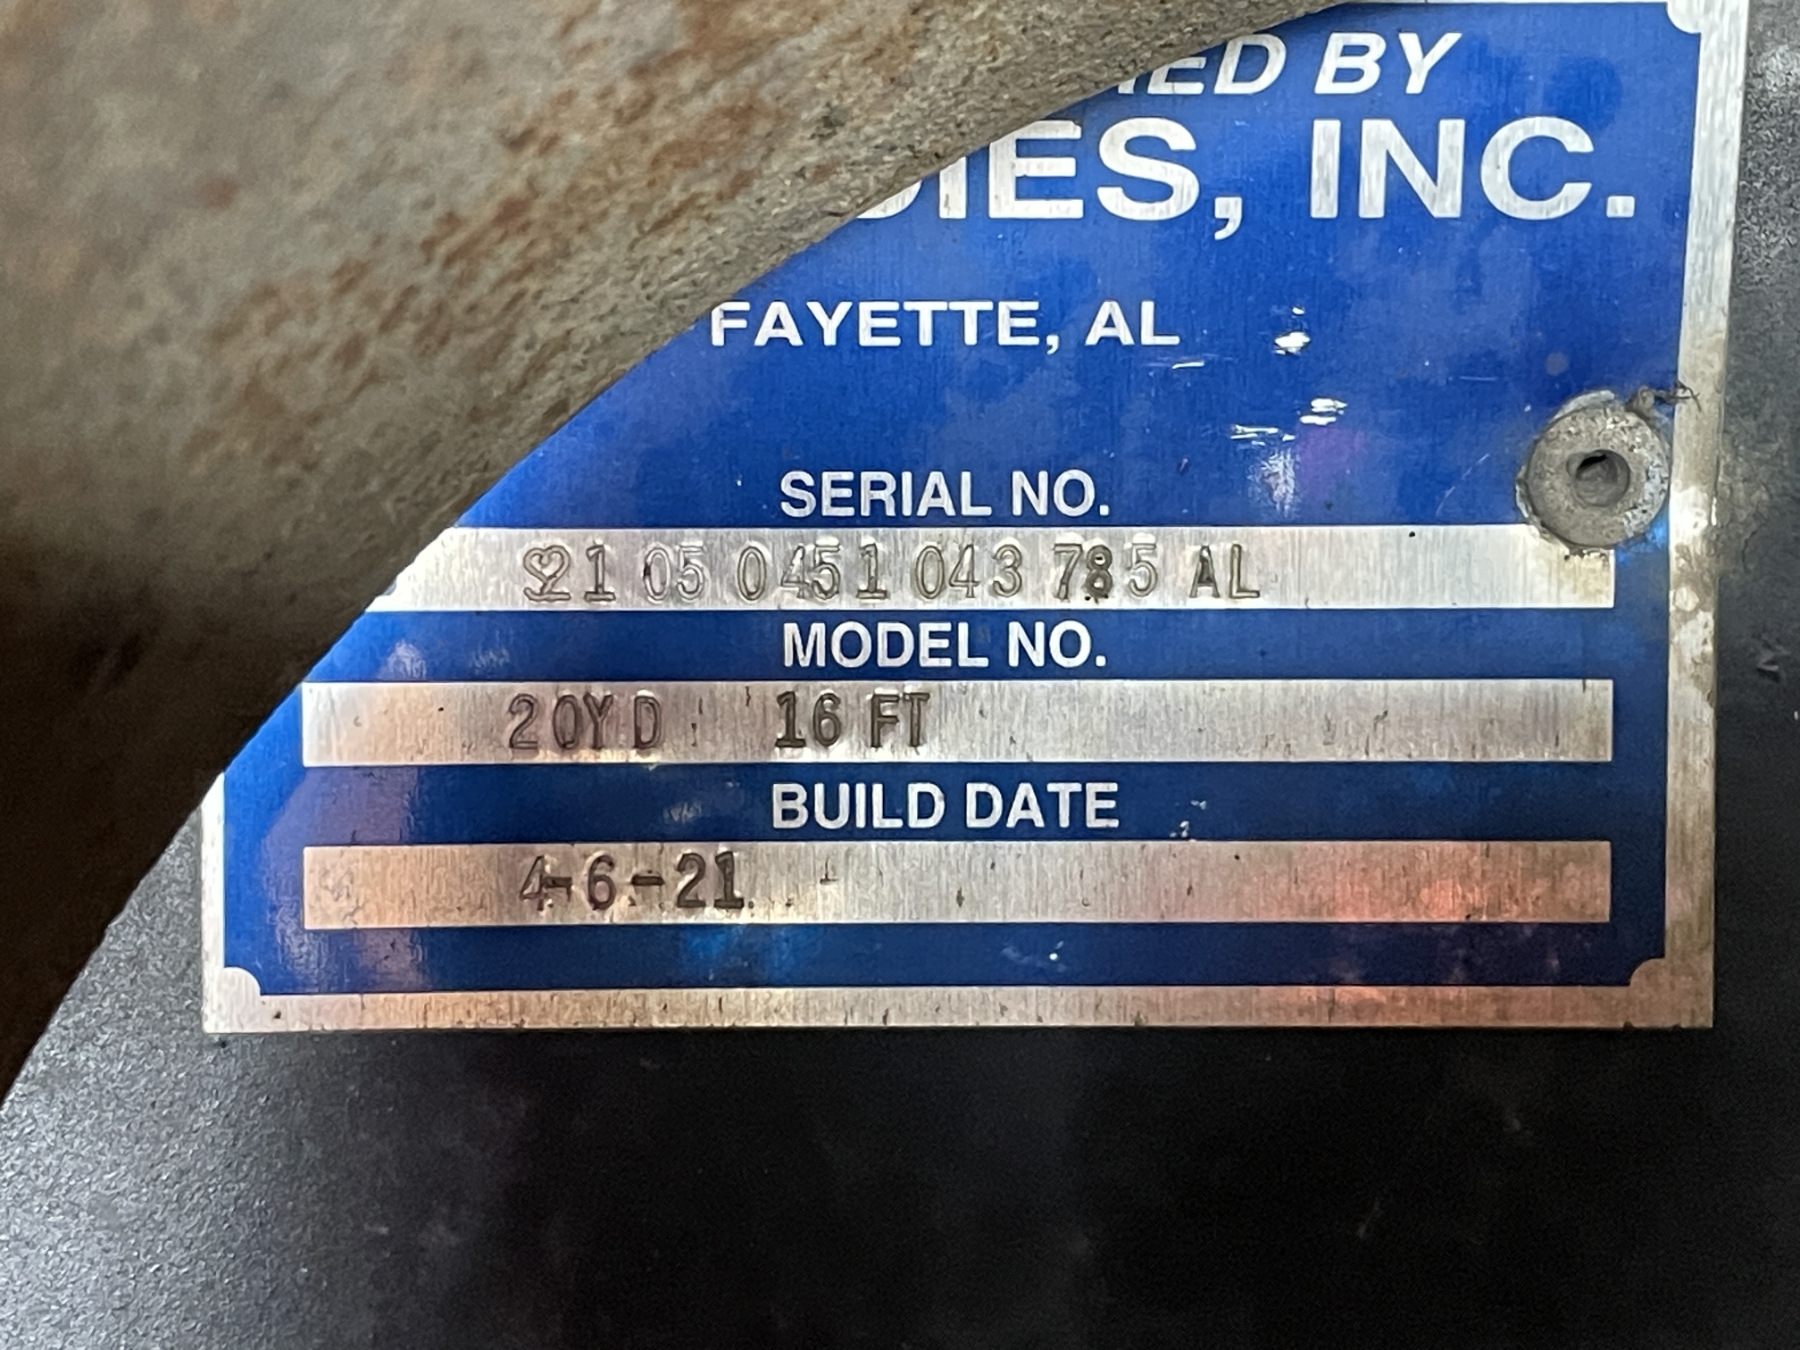 ED BY
IES, INC.
FAYETTE, AL
SERIAL NO.
21 05 0451 043 785 AL
MODEL NO.
20YD 16 FT
BUILD DATE
4-6-21